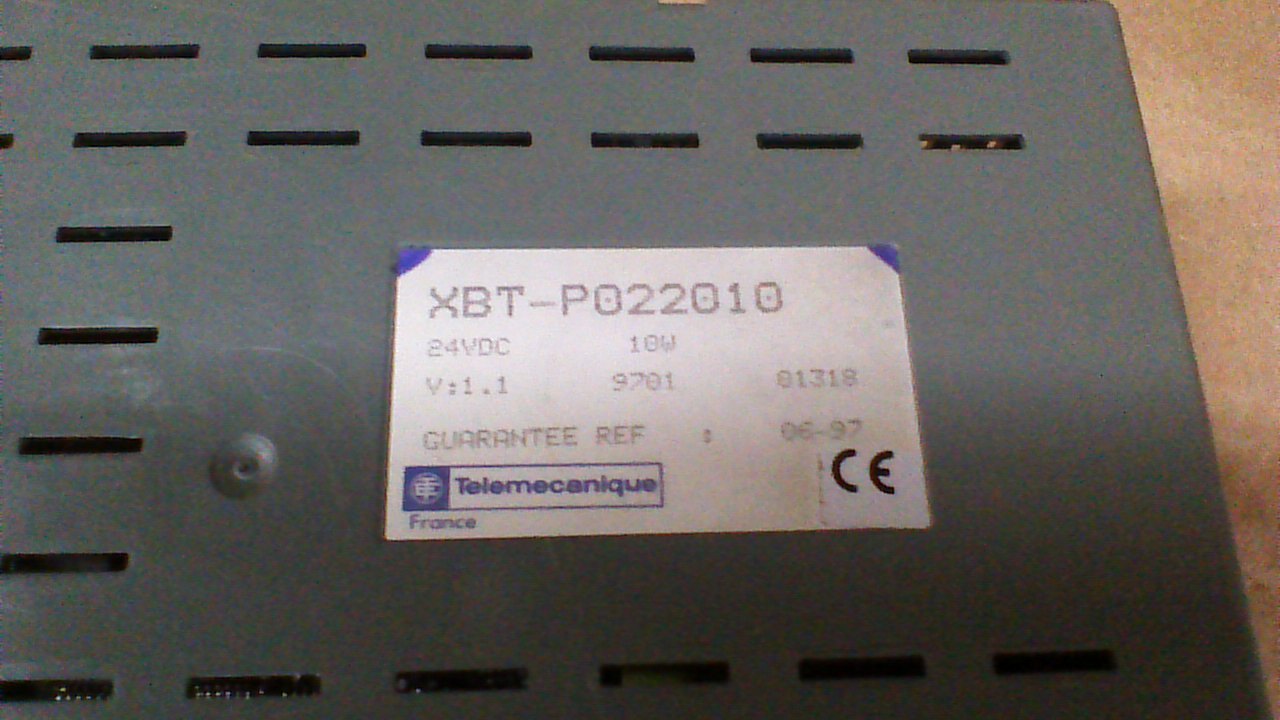 XBT-P022010
24VDC 10W
V:1.1 9701 01318
GUARANTEE REF : 06-97
Telemecanique
France
CE